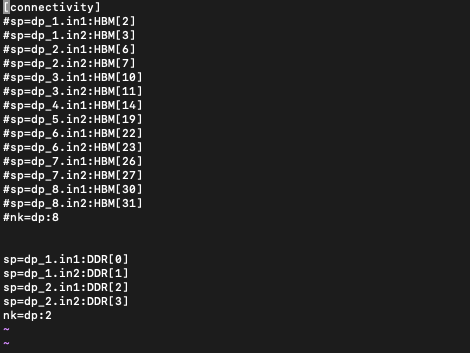 [connectivity]
#sp=dp_1.in1:HBM[2]
#sp=dp_1.in2:HBM[3]
#sp=dp_2.in1:HBM[6]
#sp=dp_2.in2:HBM[7]
#sp=dp_3.in1:HBM[10]
#sp=dp_3.in2:HBM[11]
#sp=dp_4.in1:HBM[14]
#sp=dp_5.in2:HBM[19]
#sp=dp_6.in1:HBM[22]
#sp=dp_6.in2:HBM[23]
#sp=dp_7.in1:HBM[26]
#sp=dp_7.in2:HBM[27]
#sp=dp_8.in1:HBM[30]
#sp=dp_8.in2:HBM[31]
#nk=dp:8
sp=dp_1.in1:DDR[0]
sp=dp_1.in2:DDR[1]
sp=dp_2.in1:DDR[2]
sp=dp_2.in2:DDR[3]
nk=dp:2
~
~